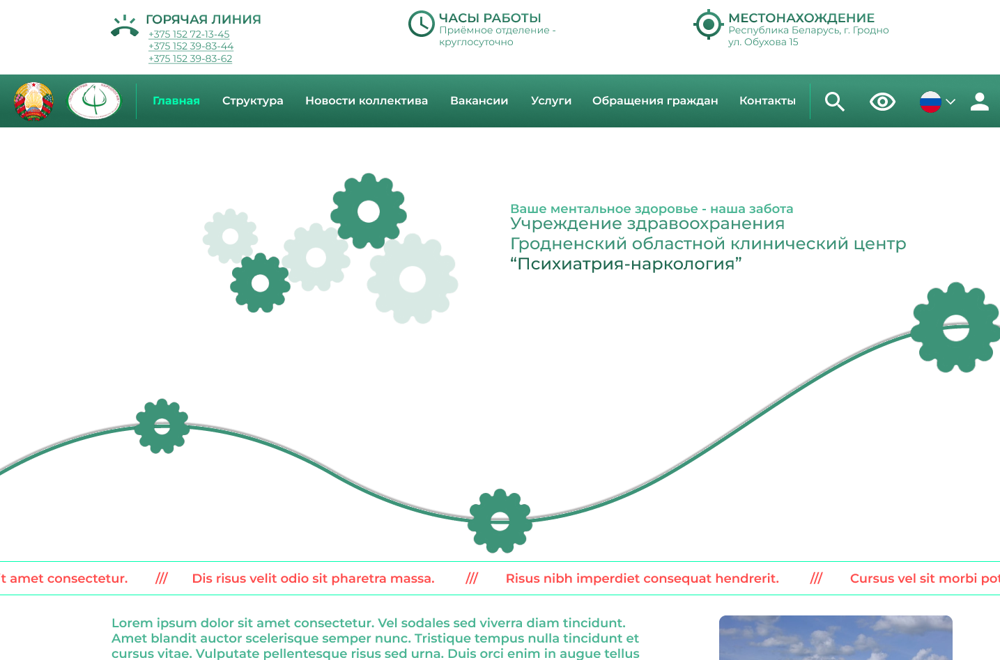 ГОРЯЧАЯ ЛИНИЯ
+375 152 72-13-45
+375 152 39-83-44
+375 152 39-83-62
ЧАСЫ РАБОТЫ
Приёмное отделение -
круглосуточно
МЕСТОНАХОЖДЕНИЕ
Республика Беларусь, г. Гродно
ул. Обухова 15
Главная
Структура
Новости коллектива
Вакансии
Услуги
Обращения граждан
Контакты
Ваше ментальное здоровье - наша забота
Учреждение здравоохранения
Гродненский областной клинический центр
“Психиатрия-наркология”
t amet consectetur. /// Dis risus velit odio sit pharetra massa. /// Risus nibh imperdiet consequat hendrerit. /// Cursus vel sit morbi pot
Lorem ipsum dolor sit amet consectetur. Vel sodales sed viverra diam tincidunt.
Amet blandit auctor scelerisque semper nunc. Tristique tempus nulla tincidunt et
cursus vitae. Vulputate pellentesque risus sed urna. Duis orci enim in augue tellus